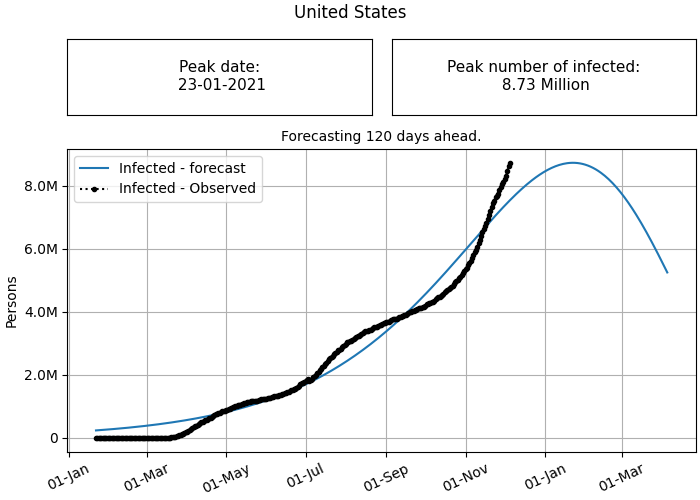 United States
Peak date:
23-01-2021
Peak number of infected:
8.73 Million
Forecasting 120 days ahead.
Infected - forecast
Infected - Observed
8.0M
6.0M
4.0M
2.0M
0
Persons
01-Jan
01-Mar
01-May
01-Jul
01-Sep
01-Nov
01-Jan
01-Mar